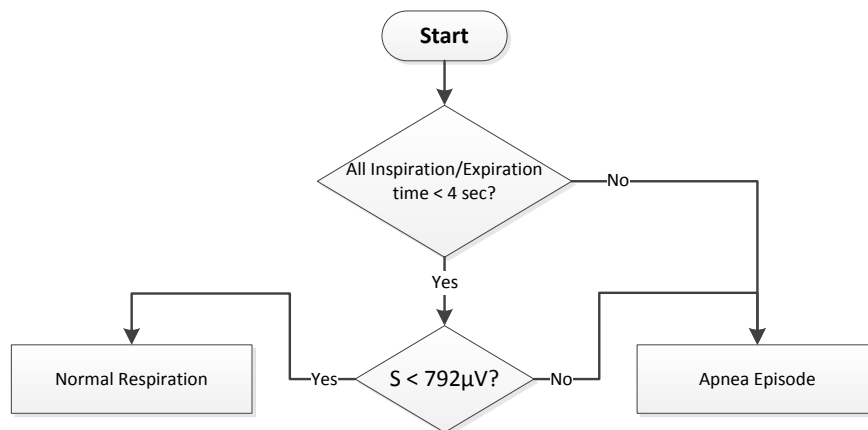 Start
All Inspiration/Expiration
time < 4 sec?
No
Yes
Normal Respiration
Yes
S < 792µV?
No
Apnea Episode